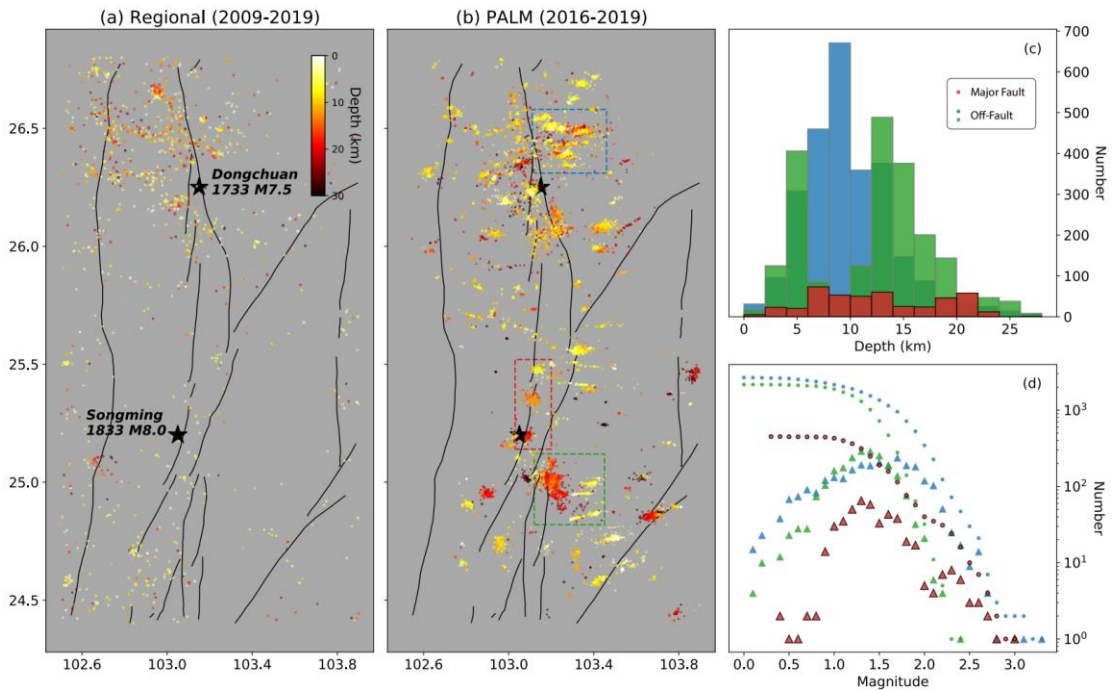 (a) Regional (2009-2019)
(b) PALM (2016-2019)
26.5
26.0
25.5
25.0
24.5
102.6
103.0
103.4
103.8
0
10
20
30
Depth (km)
Dongchuan
1733 M7.5
Songming
1833 M8.0
102.6
103.0
103.4
103.8
(c)
Major Fault
Off-Fault
700
600
500
400
300
200
100
0
Number
0
5
10
15
20
25
Depth (km)
(d)
10³
10²
10¹
10⁰
Number
0.0
0.5
1.0
1.5
2.0
2.5
3.0
Magnitude